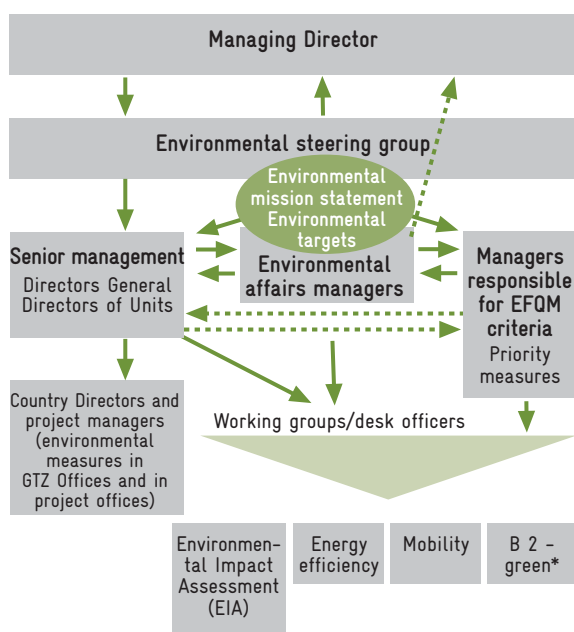 Managing Director
Environmental steering group
Environmental
mission statement
Environmental
targets
Senior management
Directors General
Directors of Units
Environmental
affairs managers
Managers
responsible
for EFQM
criteria
Priority
measures
Country Directors and
project managers
(environmental
measures in
GTZ Offices and in
project offices)
Working groups/desk officers
Environmen-
tal Impact
Assessment
(EIA)
Energy
efficiency
Mobility
B 2 –
green*